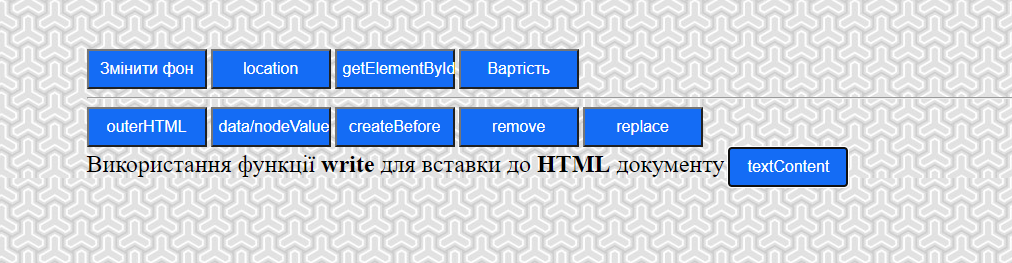 Змінити фон location getElementById Вартість
outerHTML data/nodeValue createBefore remove replace
Використання функції write для вставки до HTML документу textContent